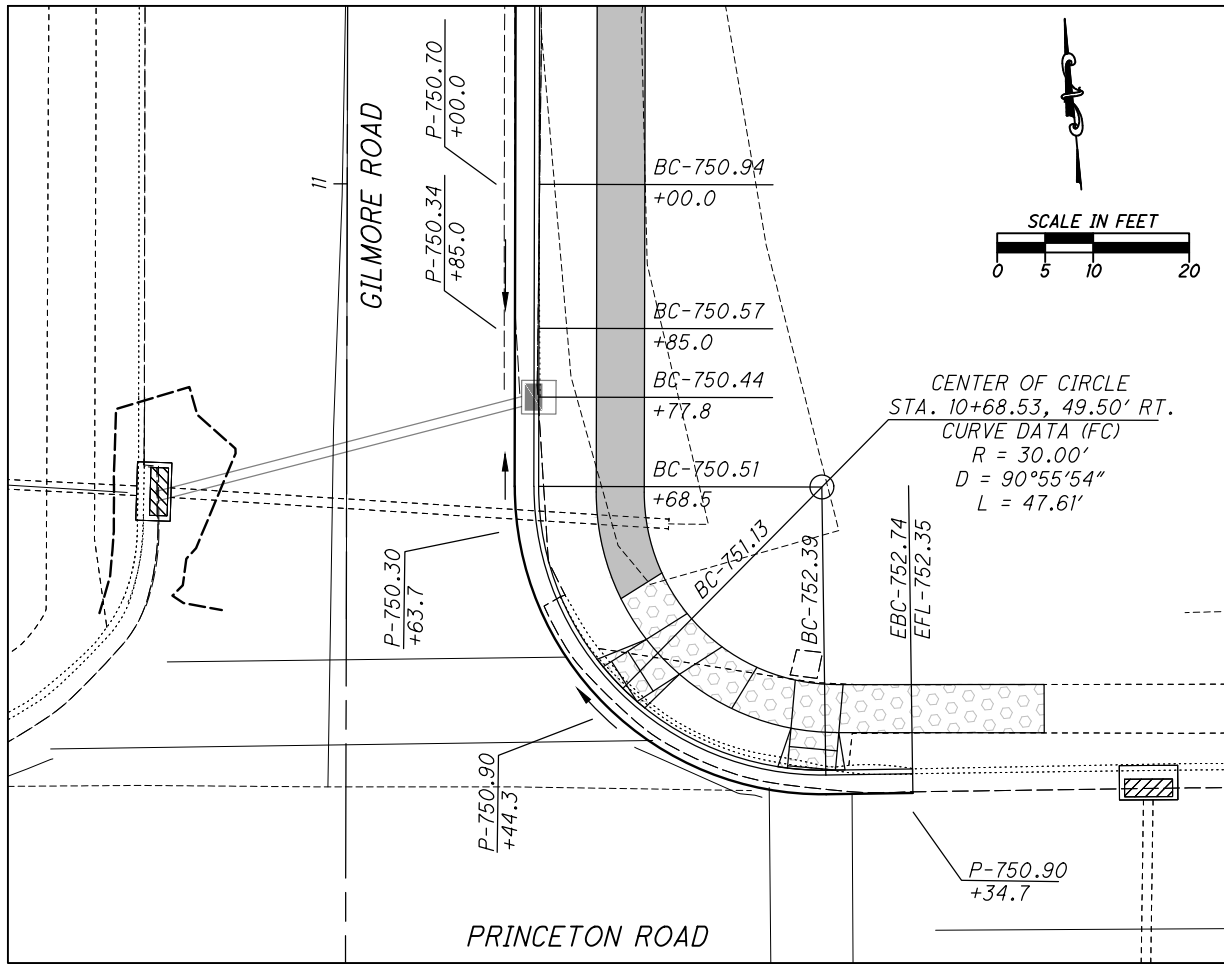 P-750.70
+00.0
GILMORE ROAD
11
P-750.34
+85.0
BC-750.94
+00.0
SCALE IN FEET
0 5 10 20
BC-750.57
+85.0
BC-750.44
+77.8
BC-750.51
+68.5
CENTER OF CIRCLE
STA. 10+68.53, 49.50' RT.
CURVE DATA (FC)
R = 30.00'
D = 90°55'54"
L = 47.61'
BC-751.13
BC-752.39
EBC-752.74
EFL-752.35
P-750.30
+63.7
P-750.90
+44.3
P-750.90
+34.7
PRINCETON ROAD